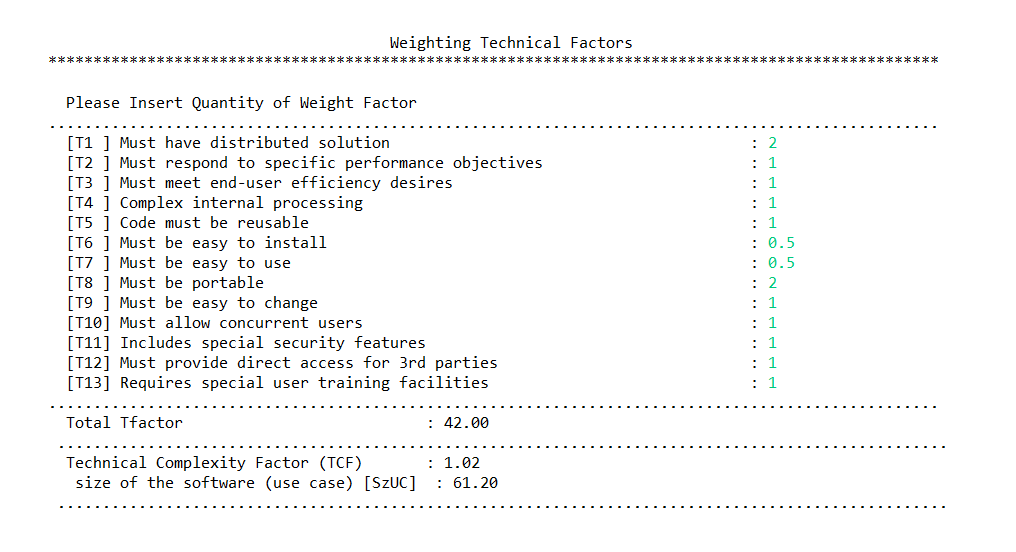 Weighting Technical Factors
***************************************************************************************************
Please Insert Quantity of Weight Factor
...................................................................................................
[T1 ] Must have distributed solution : 2
[T2 ] Must respond to specific performance objectives : 1
[T3 ] Must meet end-user efficiency desires : 1
[T4 ] Complex internal processing : 1
[T5 ] Code must be reusable : 1
[T6 ] Must be easy to install : 0.5
[T7 ] Must be easy to use : 0.5
[T8 ] Must be portable : 2
[T9 ] Must be easy to change : 1
[T10] Must allow concurrent users : 1
[T11] Includes special security features : 1
[T12] Must provide direct access for 3rd parties : 1
[T13] Requires special user training facilities : 1
...................................................................................................
Total Tfactor : 42.00
...................................................................................................
Technical Complexity Factor (TCF) : 1.02
size of the software (use case) [SzUC] : 61.20
...................................................................................................